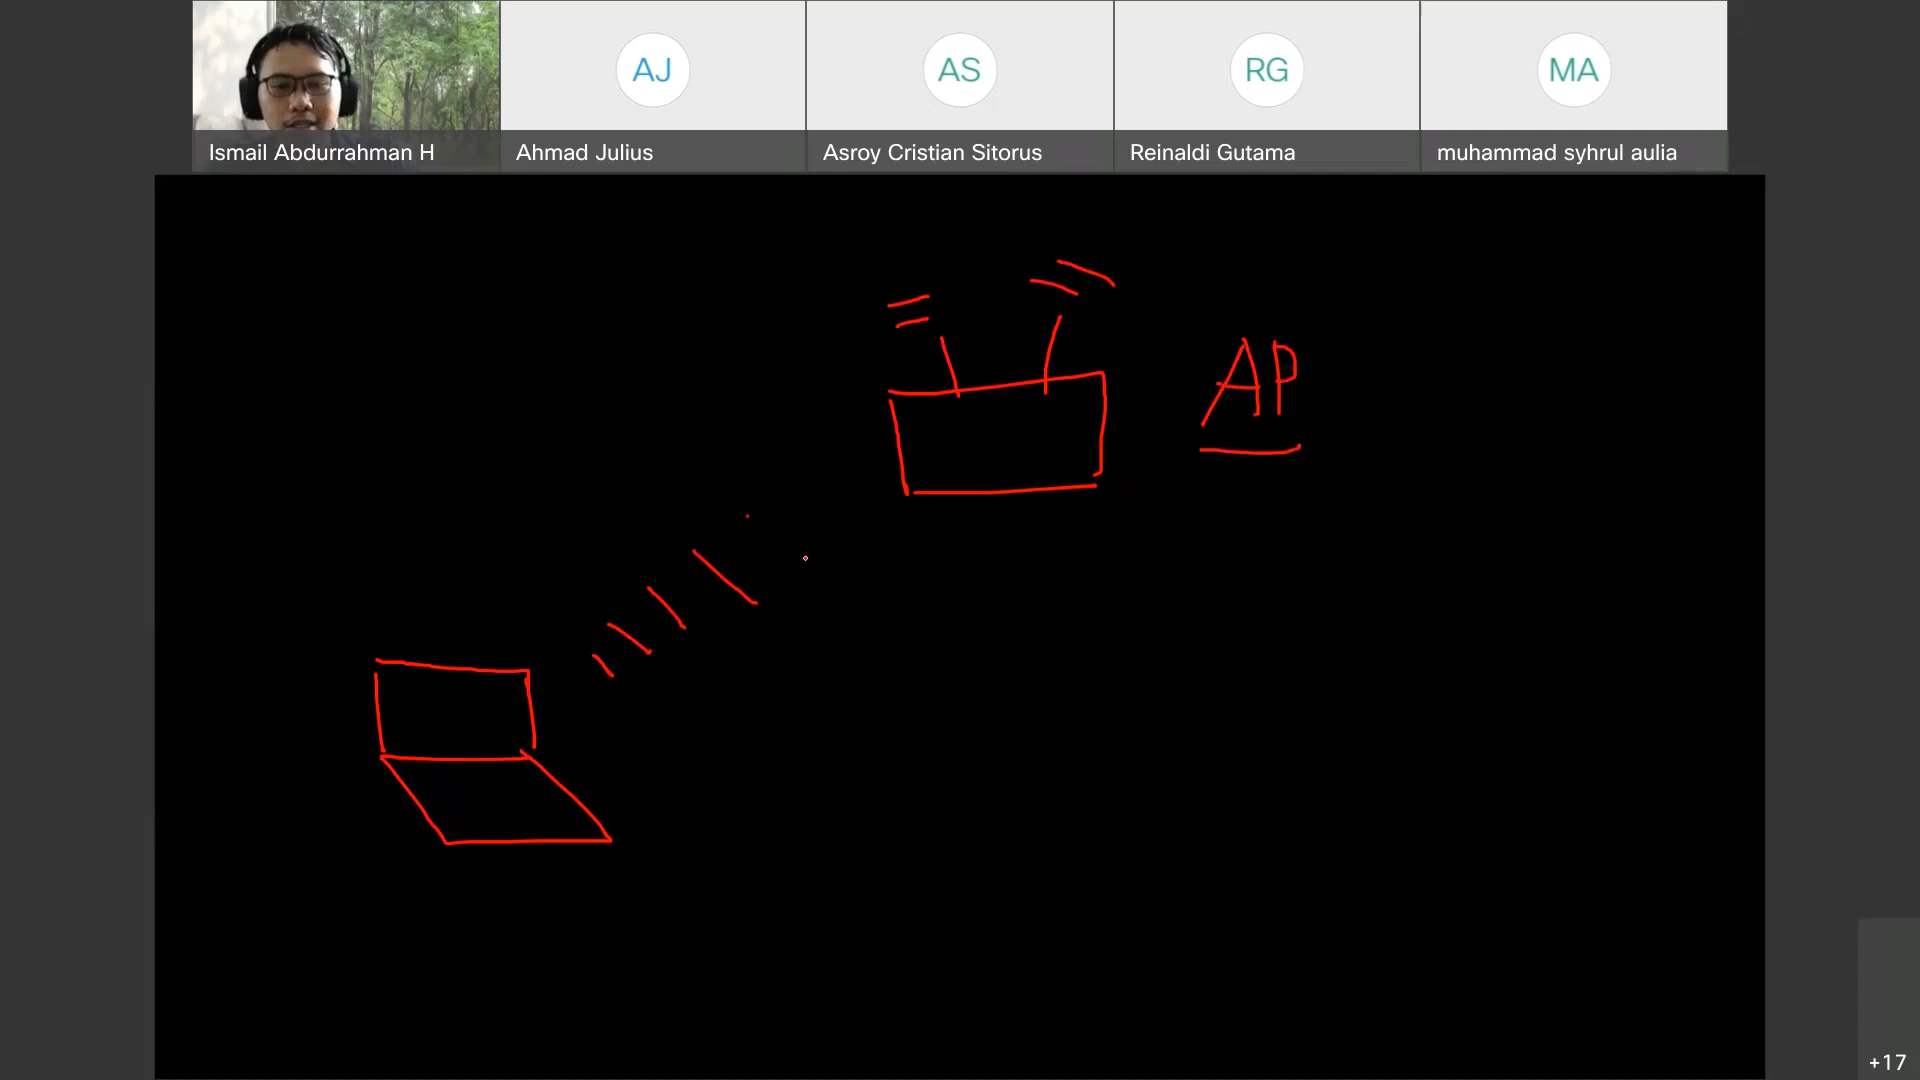 AJ
AS
RG
MA
Ismail Abdurrahman H
Ahmad Julius
Asroy Cristian Sitorus
Reinaldi Gutama
muhammad syhrul aulia
AP
+17